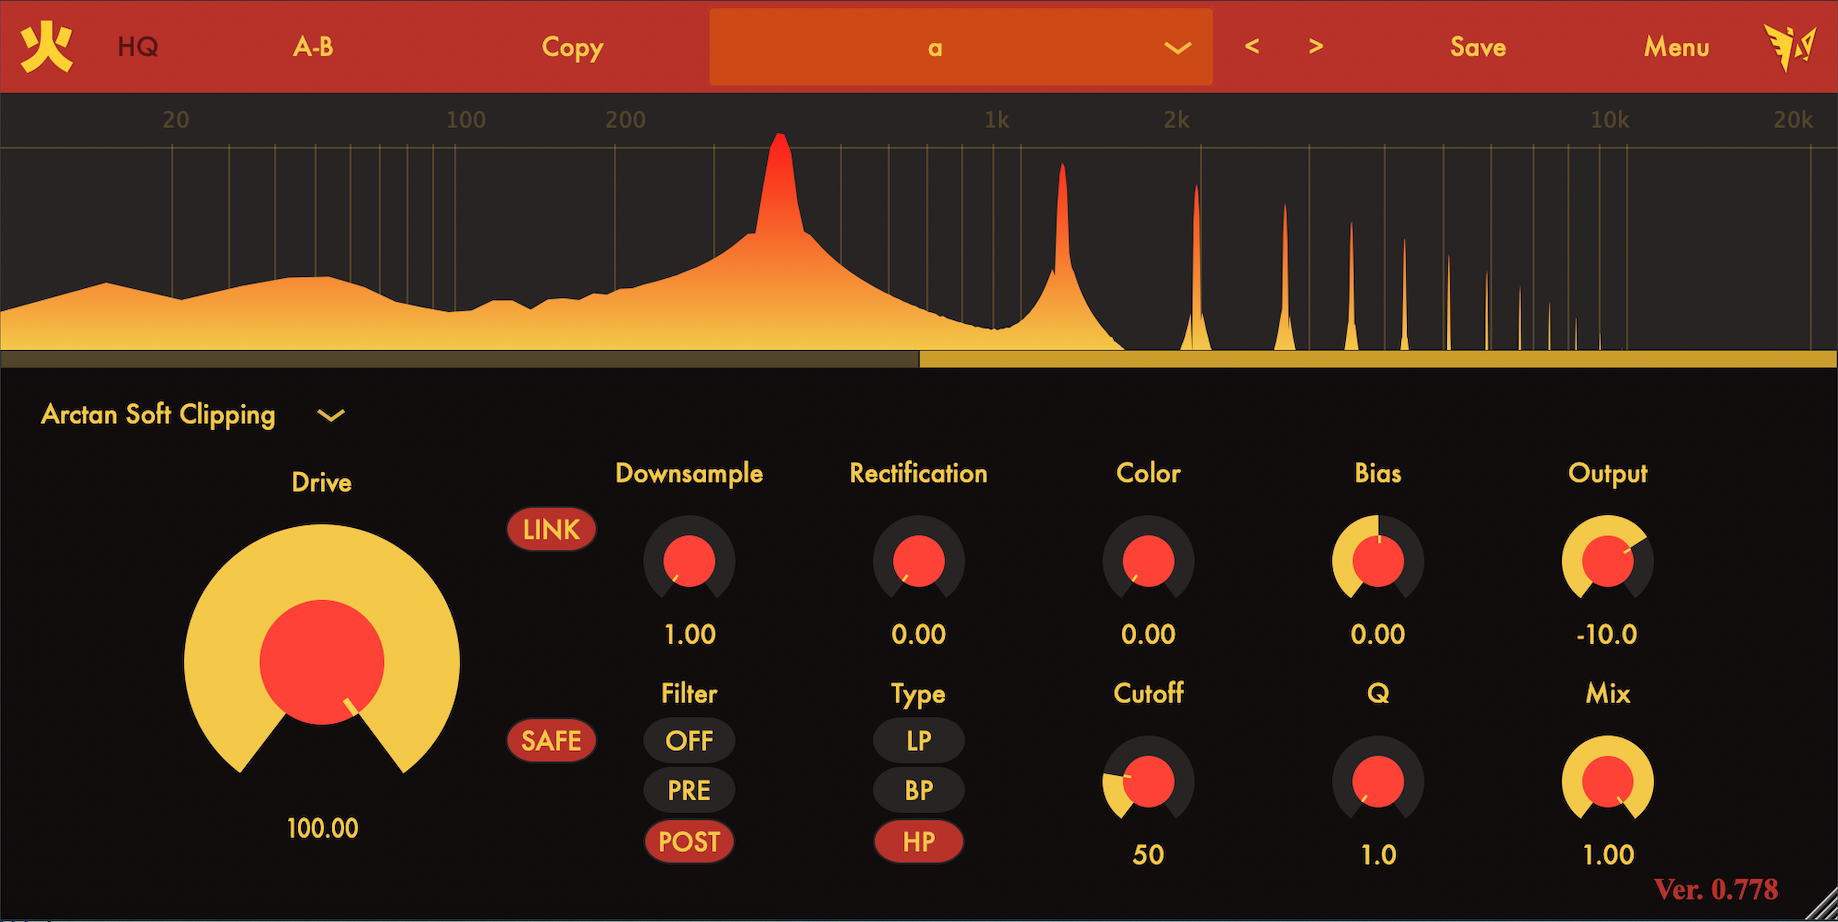 火 HQ A-B Copy a < > Save Menu
20 100 200 1k 2k 10k 20k
Arctan Soft Clipping
Drive
100.00
LINK
SAFE
Downsample Rectification Color Bias Output
1.00 0.00 0.00 0.00 -10.0
Filter Type Cutoff Q Mix
OFF LP
PRE BP
POST HP
50 1.0 1.00
Ver. 0.778